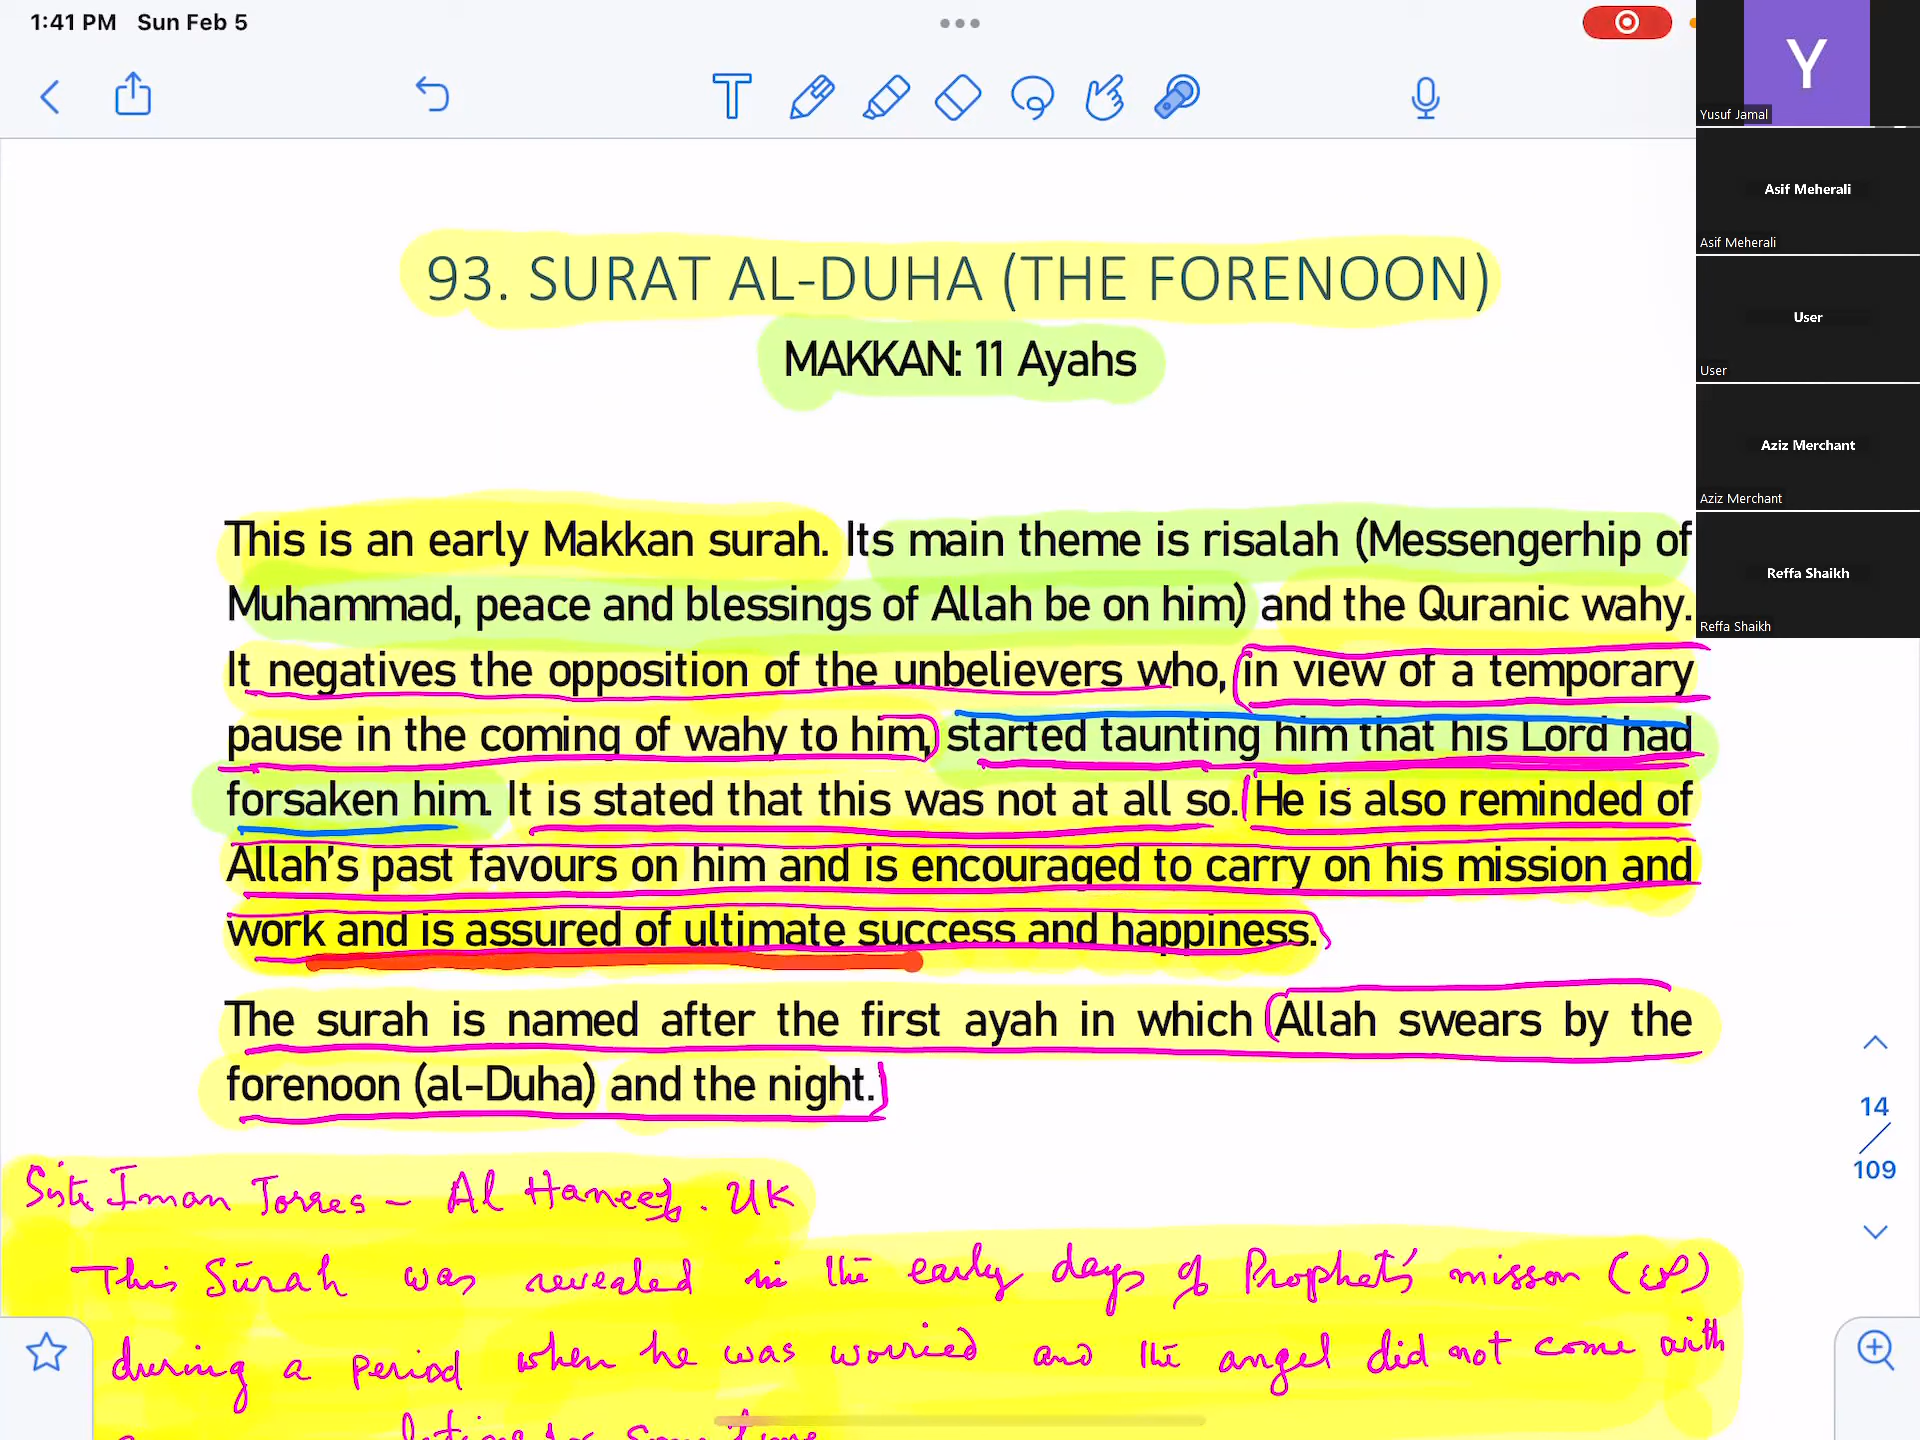 1:41 PM Sun Feb 5
Y
Yusuf Jamal
Asif Meherali
Asif Meherali
User
User
Aziz Merchant
Aziz Merchant
Reffa Shaikh
Reffa Shaikh
93. SURAT AL-DUHA (THE FORENOON)
MAKKAN: 11 Ayahs
This is an early Makkan surah. Its main theme is risalah (Messengerhip of
Muhammad, peace and blessings of Allah be on him) and the Quranic wahy.
It negatives the opposition of the unbelievers who, in view of a temporary
pause in the coming of wahy to him, started taunting him that his Lord had
forsaken him. It is stated that this was not at all so. He is also reminded of
Allah's past favours on him and is encouraged to carry on his mission and
work and is assured of ultimate success and happiness.
The surah is named after the first ayah in which Allah swears by the
forenoon (al-Duha) and the night.
Iman Torres - Al Haneef. UK
This Sūrah was revealed in the early days of Prophet's
during a period when he was worried and the angel did not come with
14
109